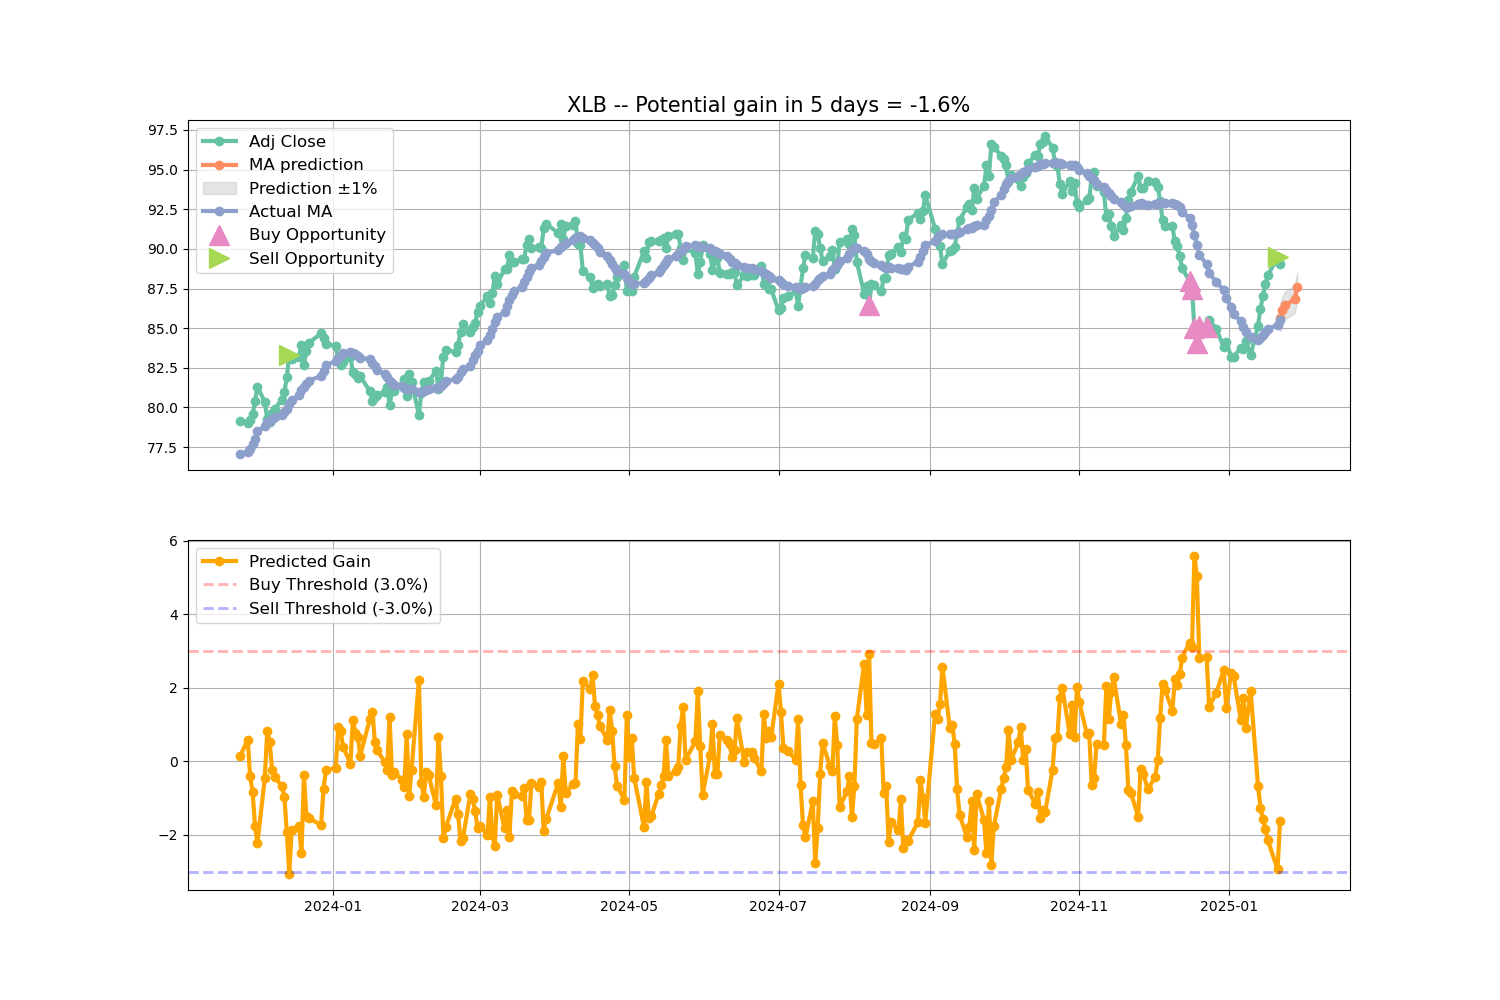 XLB -- Potential gain in 5 days = -1.6%
97.5
95.0
92.5
90.0
87.5
85.0
82.5
80.0
77.5
Adj Close
MA prediction
Prediction ±1%
Actual MA
Buy Opportunity
Sell Opportunity
6
4
2
0
−2
Predicted Gain
Buy Threshold (3.0%)
Sell Threshold (-3.0%)
2024-01
2024-03
2024-05
2024-07
2024-09
2024-11
2025-01